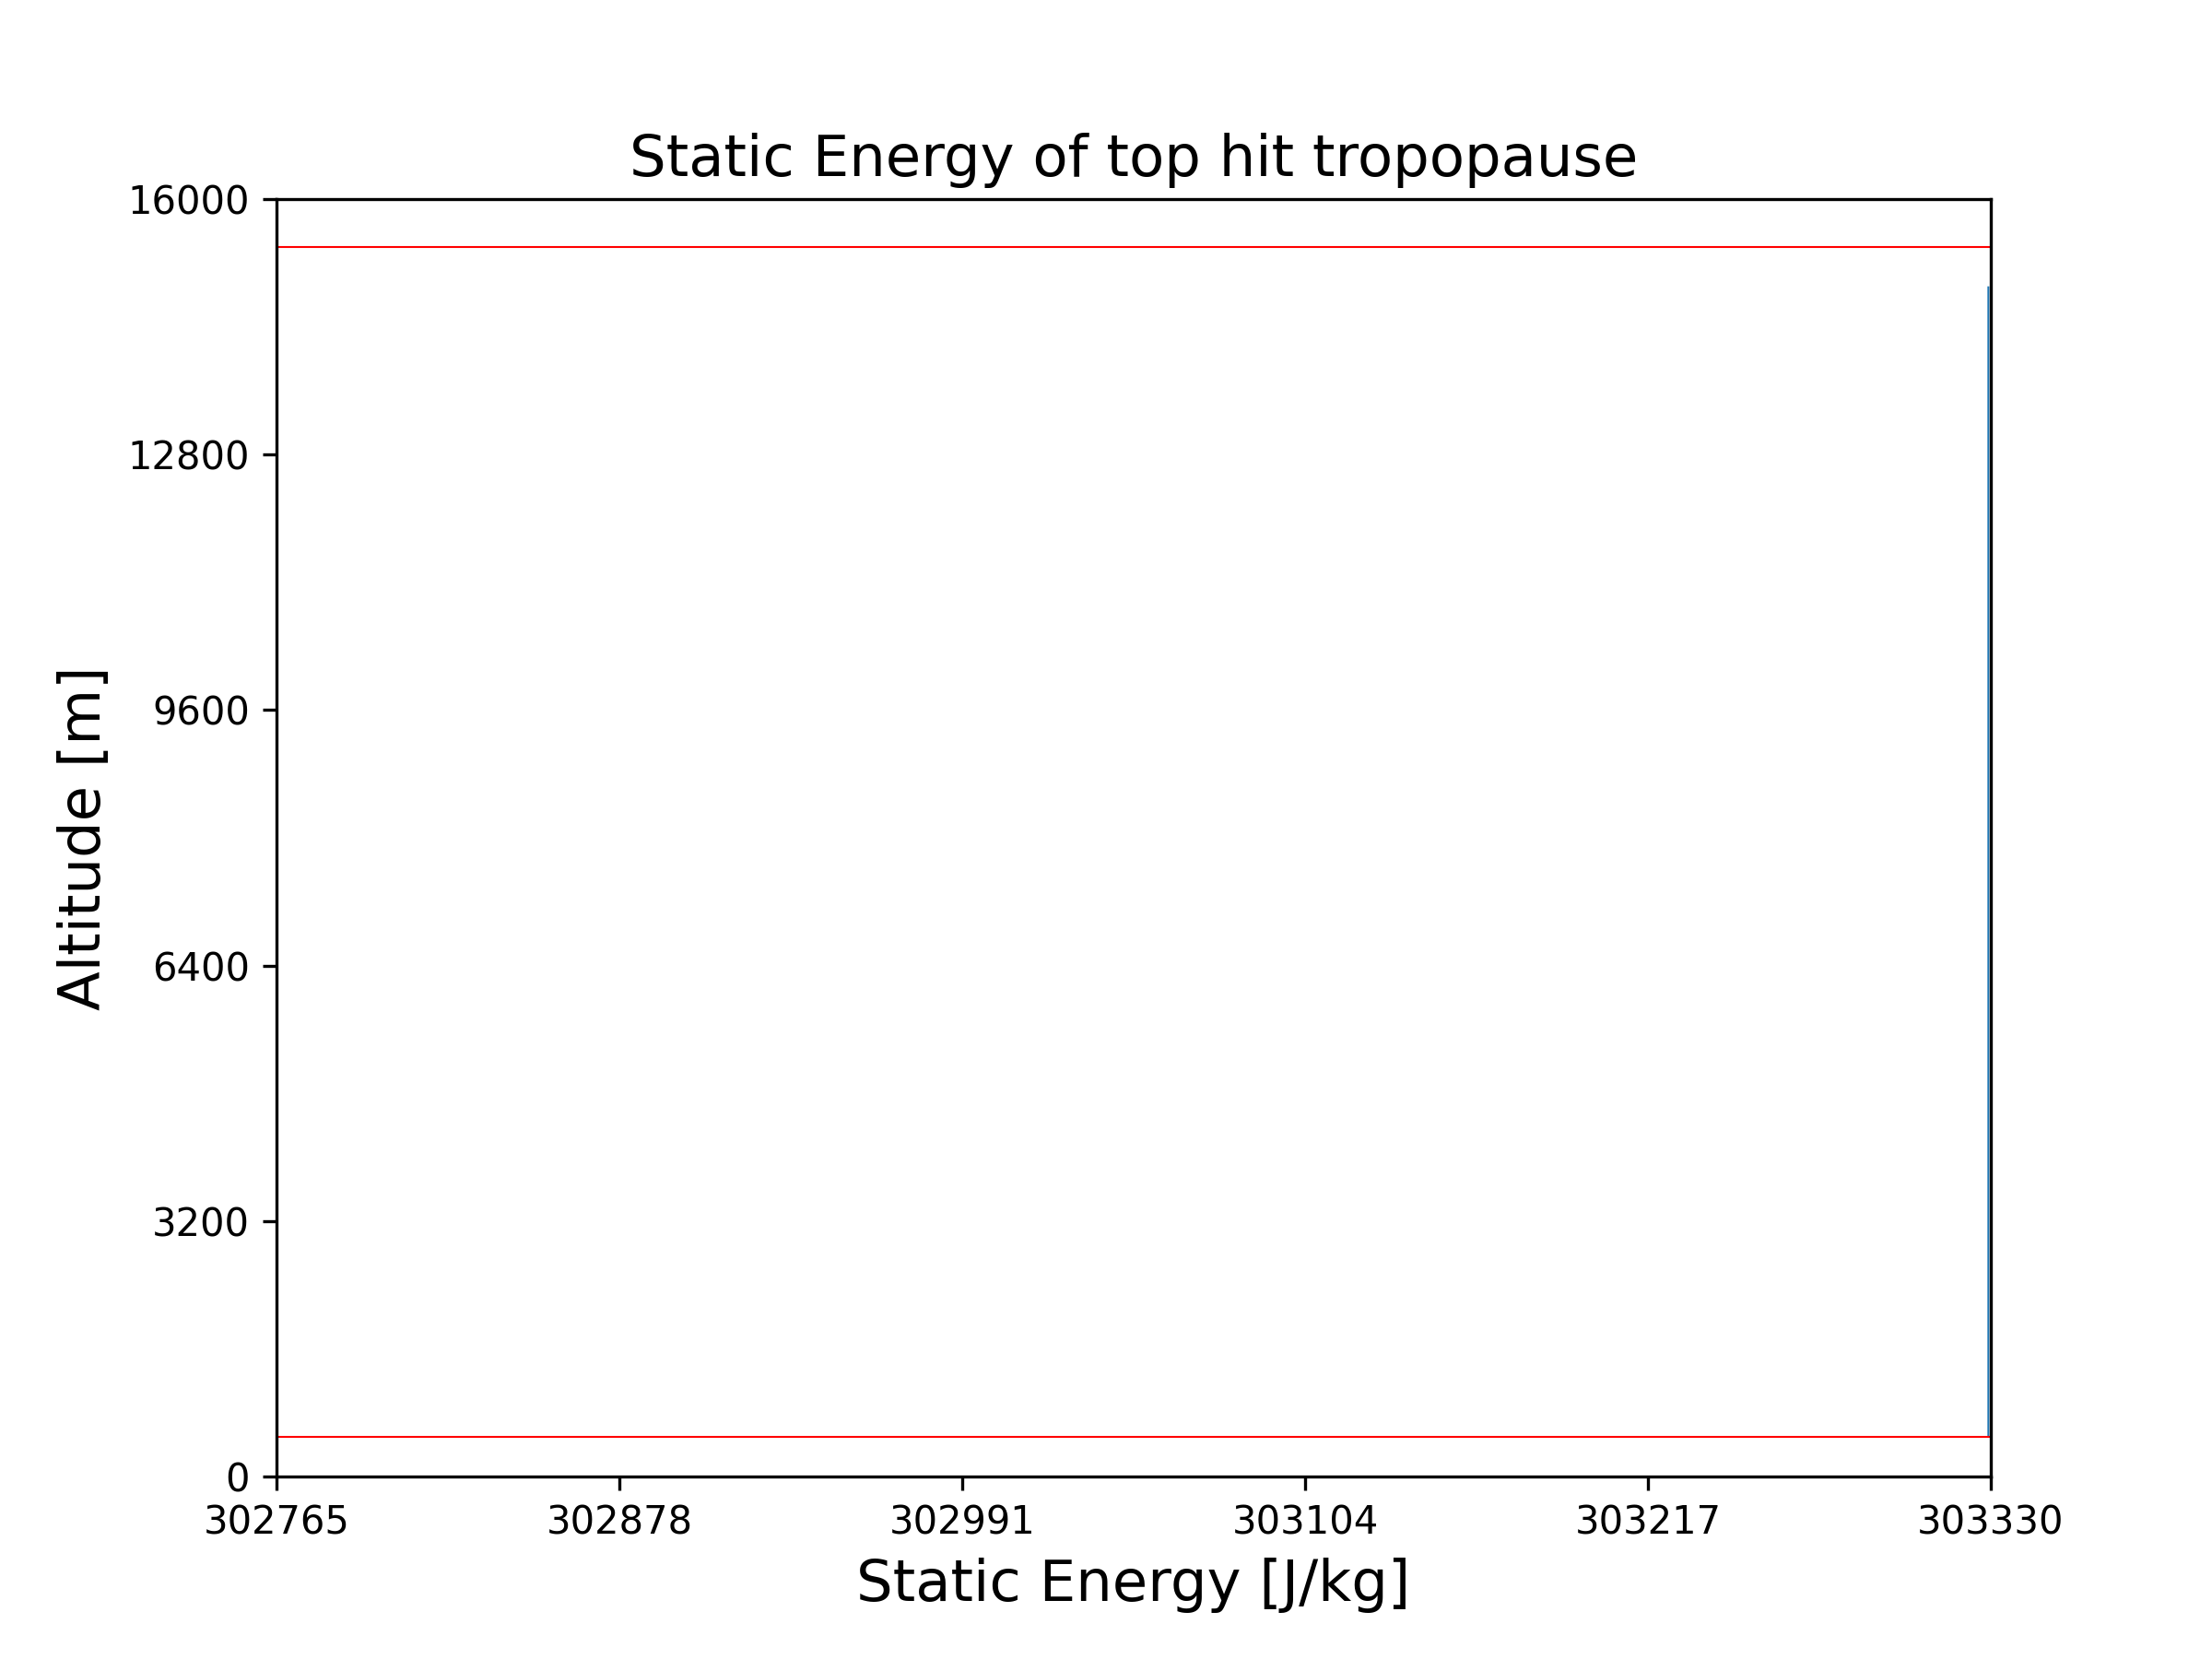 Static Energy of top hit tropopause
16000
12800
9600
6400
3200
0
Altitude [m]
302765 302878 302991 303104 303217 303330
Static Energy [J/kg]